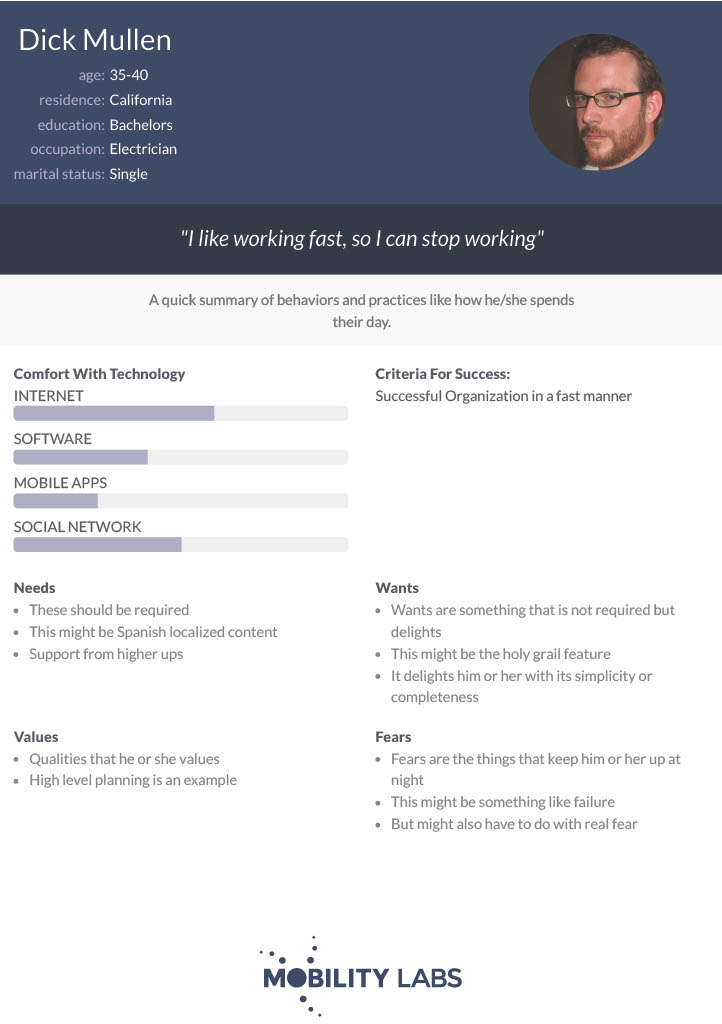 Dick Mullen
age: 35-40
residence: California
education: Bachelors
occupation: Electrician
marital status: Single
"I like working fast, so I can stop working"
A quick summary of behaviors and practices like how he/she spends
their day.
Comfort With Technology
INTERNET
SOFTWARE
MOBILE APPS
SOCIAL NETWORK
Criteria For Success:
Successful Organization in a fast manner
Needs
• These should be required
• This might be Spanish localized content
• Support from higher ups
Wants
• Wants are something that is not required but
delights
• This might be the holy grail feature
• It delights him or her with its simplicity or
completeness
Values
• Qualities that he or she values
• High level planning is an example
Fears
• Fears are the things that keep him or her up at
night
• This might be something like failure
• But might also have to do with real fear
MOBILITY LABS